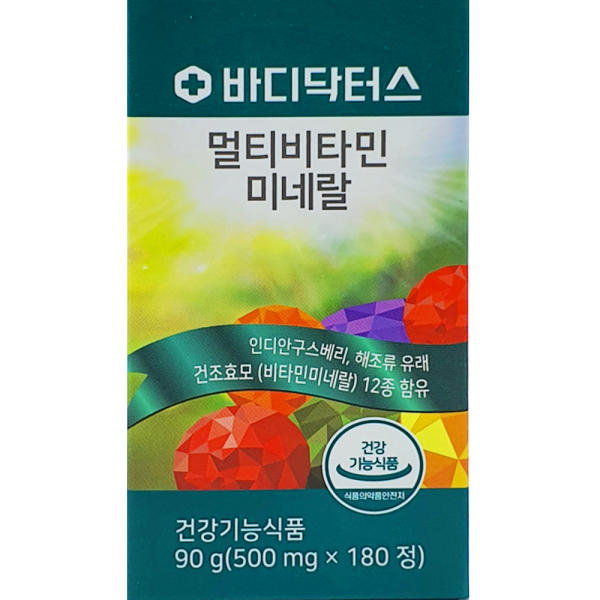 바디닥터스
멀티비타민
미네랄
인디안구스베리, 해조류 유래
건조효모 (비타민미네랄) 12종 함유
건강
기능식품
식품의약품안전처
건강기능식품
90 g(500 mg × 180 정)